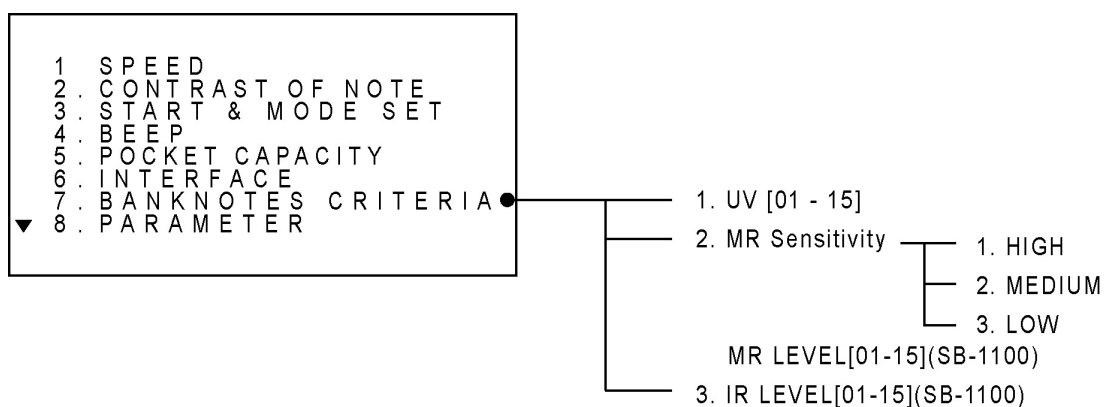 1 SPEED
2. CONTRAST OF NOTE
3. START & MODE SET
4. BEEP
5. POCKET CAPACITY
6. INTERFACE
7. BANKNOTES CRITERIA
▼ 8. PARAMETER
1. UV [01 - 15]
2. MR Sensitivity
1. HIGH
2. MEDIUM
3. LOW
MR LEVEL[01-15](SB-1100)
3. IR LEVEL[01-15](SB-1100)